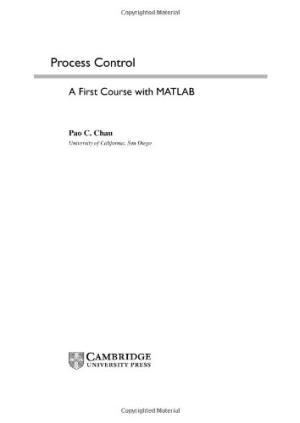 Copyrighted Material
Process Control
A First Course with MATLAB
Pao C. Chau
University of California, San Diego
CAMBRIDGE
UNIVERSITY PRESS
Copyrighted Material